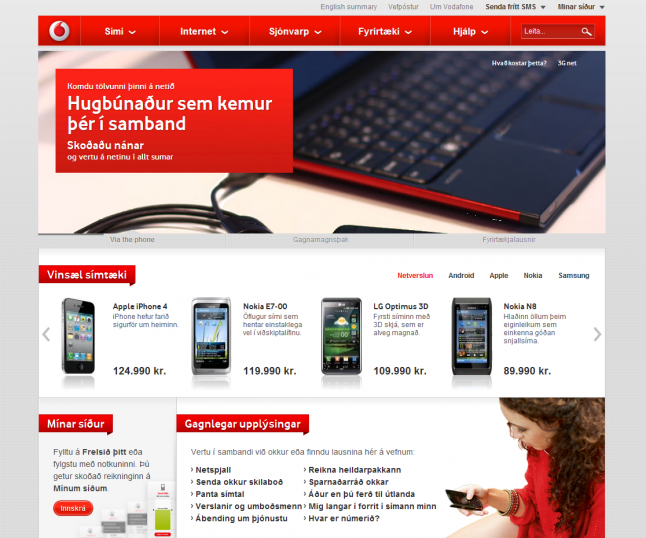 English summary Vefpóstur Um Vodafone Senda frítt SMS Mínar síður
Sími Internet Sjónvarp Fyrirtæki Hjálp Leita...
Hvað kostar þetta? 3G net
Komdu tölvunni þinni á netið
Hugbúnaður sem kemur
þér í samband
Skoðaðu nánar
og vertu á netinu í allt sumar
Via the phone Gagnamagnsþak Fyrirtækjalausnir
Vinsæl símtæki
Netverslun Android Apple Nokia Samsung
Apple iPhone 4
iPhone hefur farið
sigurför um heiminn.
124.990 kr.
Nokia E7-00
Öflugur sími sem
hentar einstaklega
vel í viðskiptalífinu.
119.990 kr.
LG Optimus 3D
Fyrsti síminn með
3D skjá, sem er
alveg magnað.
109.990 kr.
Nokia N8
Hlaðinn öllum þeim
eiginleikum sem
einkenna góðan
snjallsíma.
89.990 kr.
Mínar síður
Fylltu á Frelsið þitt eða
fylgstu með notkuninni. Þú
getur skoðað reikninginn á
Mínum síðum.
Innskrá
Gagnlegar upplýsingar
Vertu í sambandi við okkur eða finndu lausnina hér á vefnum:
› Netspjall
› Senda okkur skilaboð
› Panta símtal
› Verslanir og umboðsmenn
› Ábending um þjónustu
› Reikna heildarpakkann
› Sparnaðarráð okkar
› Áður en þú ferð til útlanda
› Mig langar í forrit í símann minn
› Hvar er númerið?